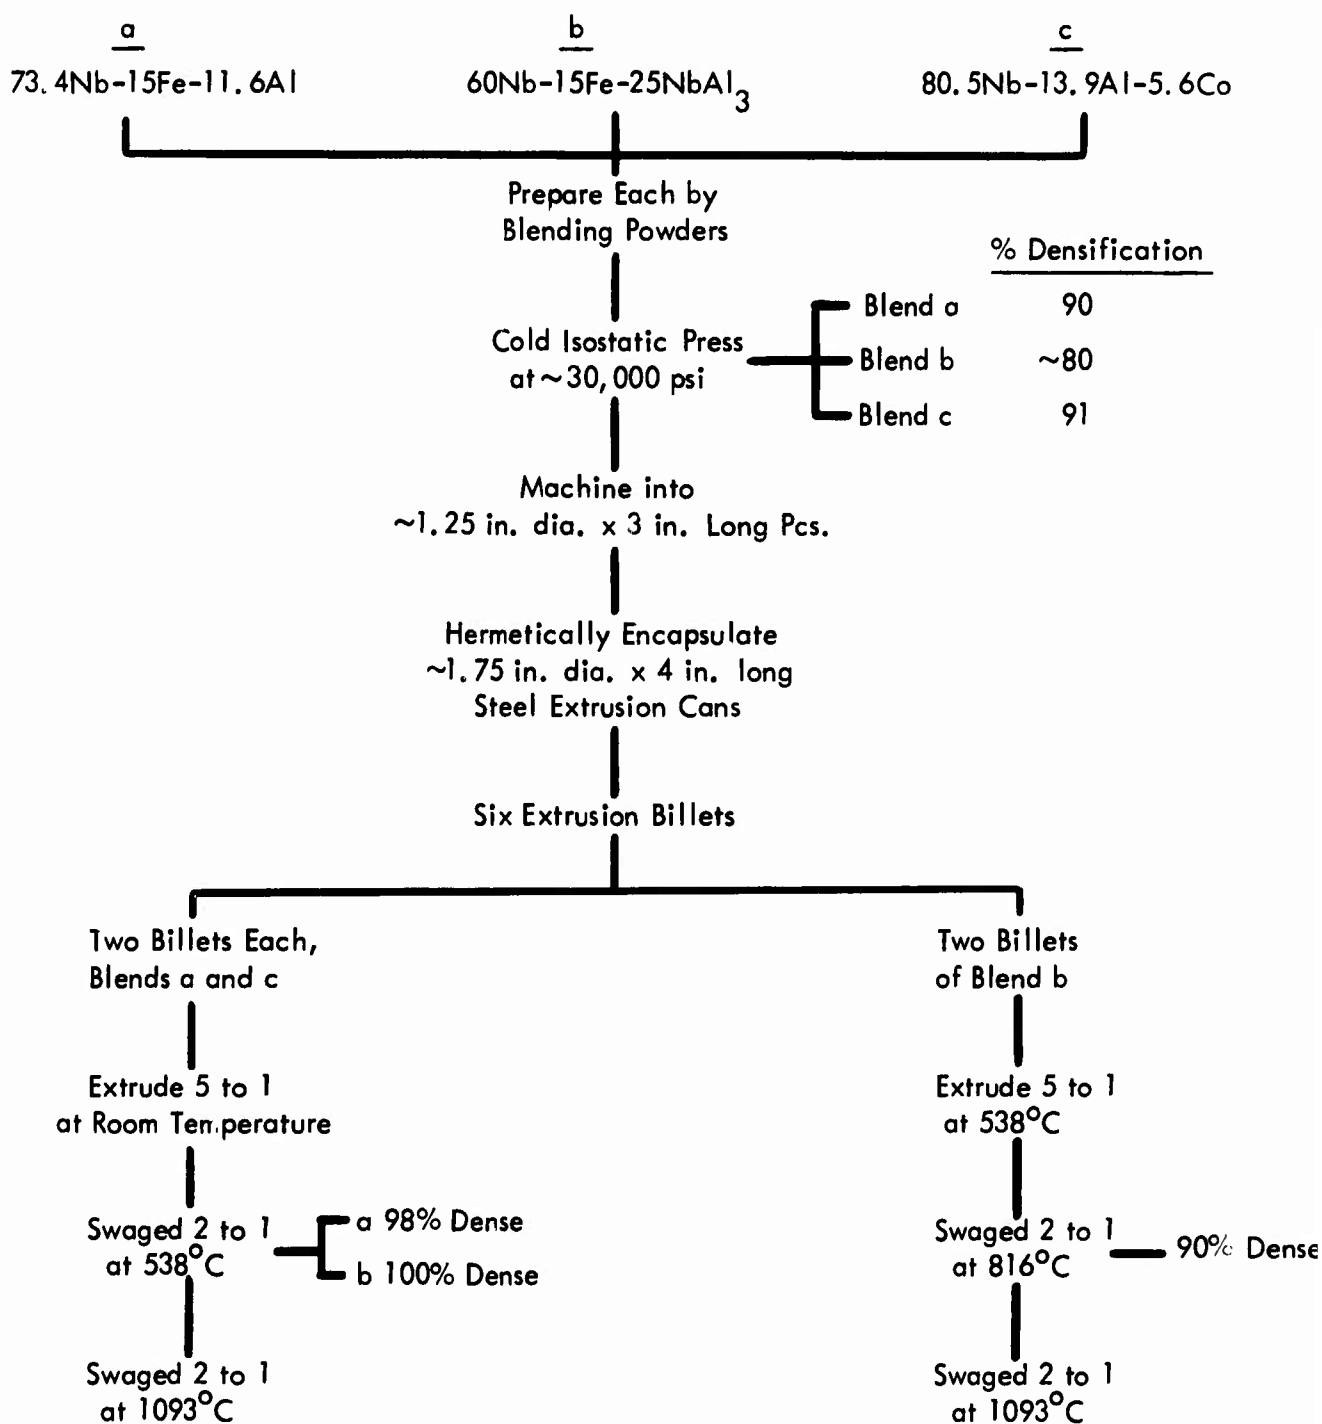 a
b
c
73.4Nb-15Fe-11.6Al
60Nb-15Fe-25NbAl3
80.5Nb-13.9Al-5.6Co
Prepare Each by
Blending Powders
% Densification
Cold Isostatic Press
at ~30,000 psi
Blend a 90
Blend b ~80
Blend c 91
Machine into
~1.25 in. dia. x 3 in. Long Pcs.
Hermetically Encapsulate
~1.75 in. dia. x 4 in. long
Steel Extrusion Cans
Six Extrusion Billets
Two Billets Each,
Blends a and c
Extrude 5 to 1
at Room Temperature
Swaged 2 to 1
at 538°C
a 98% Dense
b 100% Dense
Swaged 2 to 1
at 1093°C
Two Billets
of Blend b
Extrude 5 to 1
at 538°C
Swaged 2 to 1
at 816°C
90% Dense
Swaged 2 to 1
at 1093°C